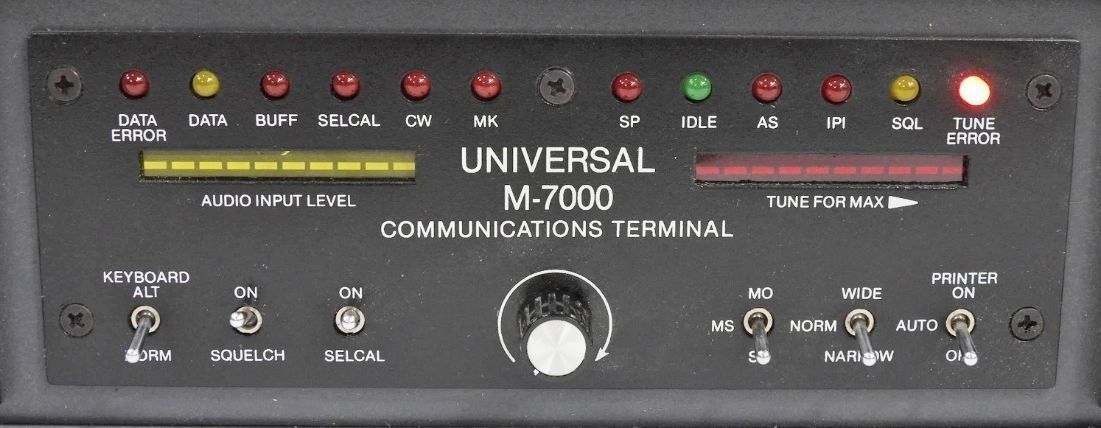 DATA ERROR
DATA
BUFF
SELCAL
CW
MK
SP
IDLE
AS
IPI
SQL
TUNE ERROR
UNIVERSAL
M-7000
COMMUNICATIONS TERMINAL
AUDIO INPUT LEVEL
TUNE FOR MAX
KEYBOARD
ALT
ON
SQUELCH
ON
SELCAL
MO
MS
WIDE
NORM
NARROW
PRINTER
ON
AUTO